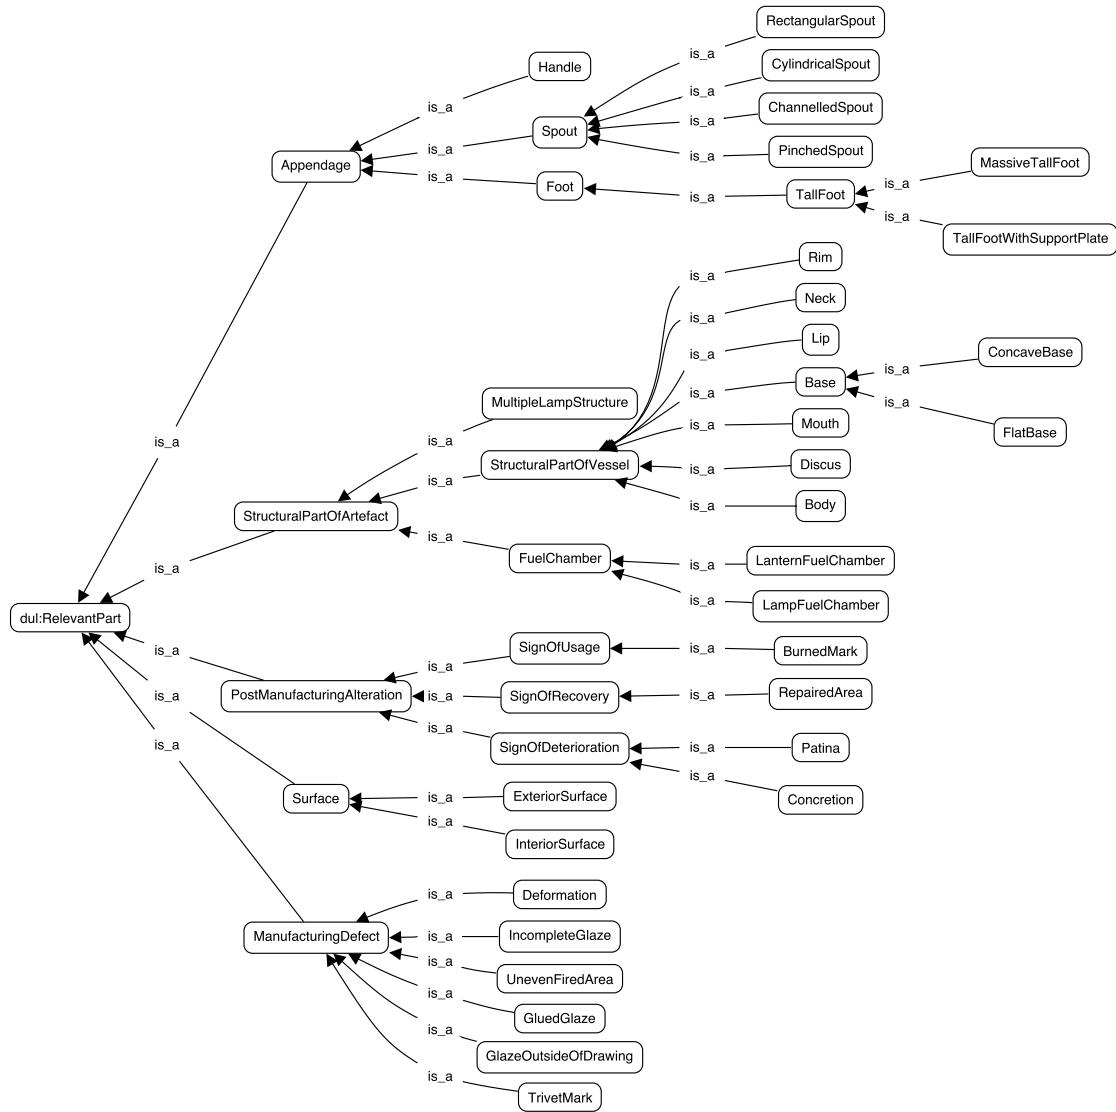 RectangularSpout
is_a
Handle
CylindricalSpout
is_a
is_a
ChannelledSpout
Spout
is_a
is_a
PinchedSpout
is_a
Appendage
MassiveTallFoot
is_a
Foot
is_a
TallFoot
is_a
is_a
TallFootWithSupportPlate
Rim
is_a
Neck
is_a
Lip
is_a
ConcaveBase
is_a
Base
is_a
is_a
MultipleLampStructure
Mouth
is_a
FlatBase
is_a
is_a
StructuralPartOfVessel
Discus
is_a
is_a
Body
is_a
StructuralPartOfArtefact
is_a
FuelChamber
LanternFuelChamber
is_a
is_a
LampFuelChamber
is_a
dul:RelevantPart
is_a
SignOfUsage
is_a
BurnedMark
is_a
is_a
PostManufacturingAlteration
is_a
SignOfRecovery
is_a
RepairedArea
is_a
is_a
SignOfDeterioration
is_a
Patina
is_a
Surface
is_a
ExteriorSurface
Concretion
is_a
InteriorSurface
is_a
Deformation
ManufacturingDefect
is_a
IncompleteGlaze
is_a
UnevenFiredArea
is_a
GluedGlaze
is_a
GlazeOutsideOfDrawing
is_a
TrivetMark